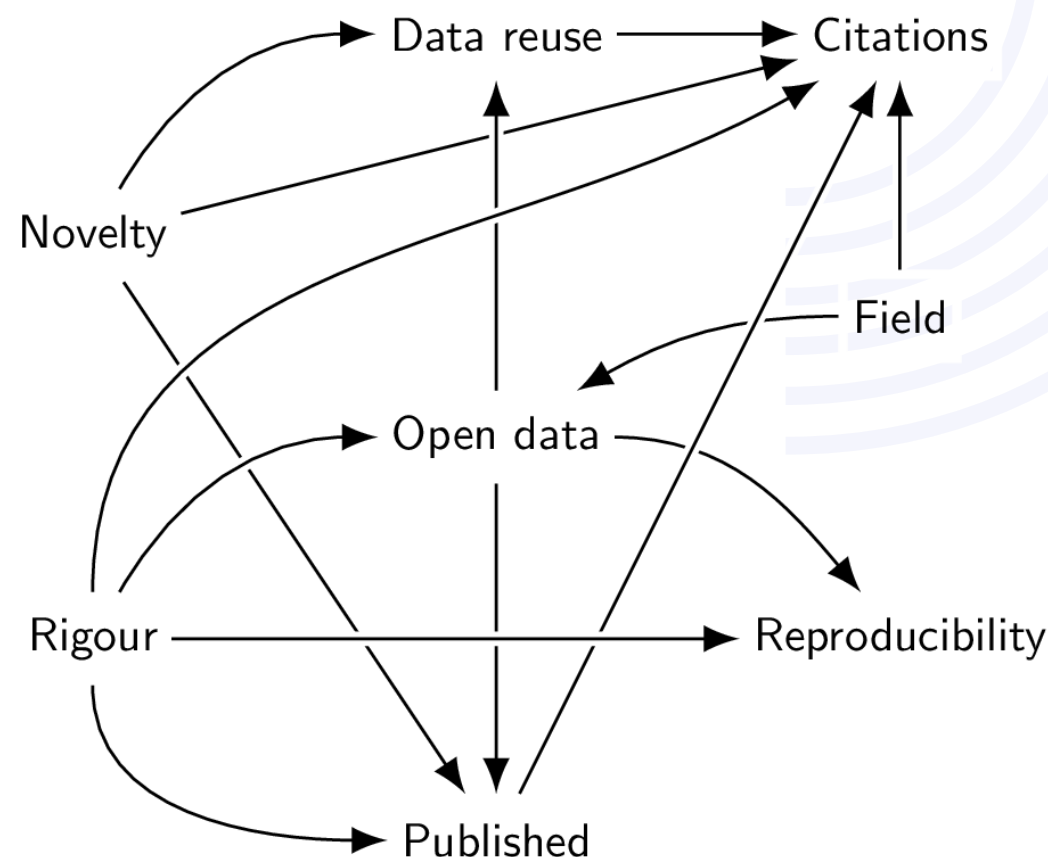 Data reuse
Citations
Novelty
Field
Open data
Rigour
Reproducibility
Published